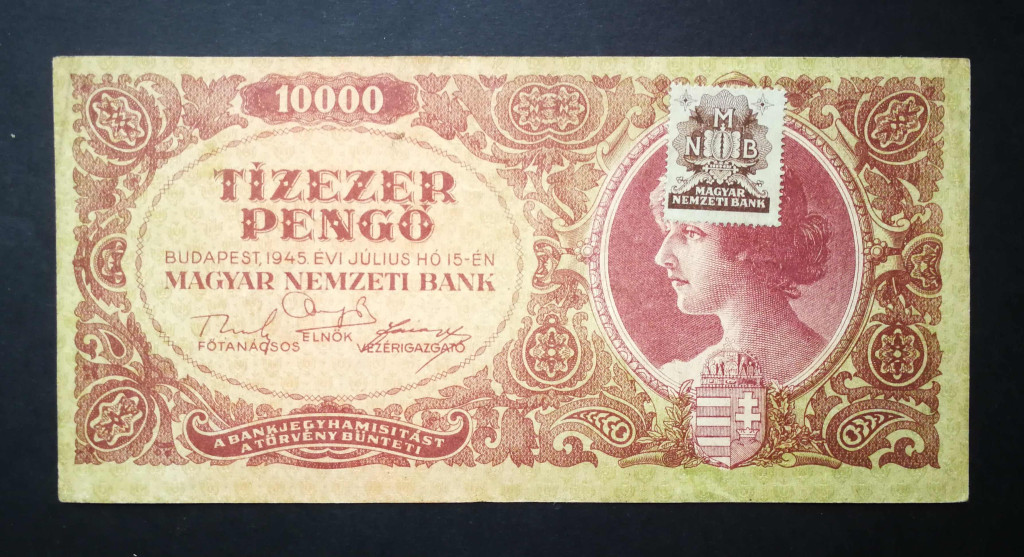 10000
TÍZEZER
PENGŐ
BUDAPEST, 1945. ÉVI JÚLIUS HÓ 15-ÉN
MAGYAR NEMZETI BANK
FŐTANÁCSOS
ELNÖK
VEZÉRIGAZGATÓ
A BANKJEGYHAMISITÁST
A TÖRVÉNY BÜNTETI
M
N B
MAGYAR
NEMZETI BANK